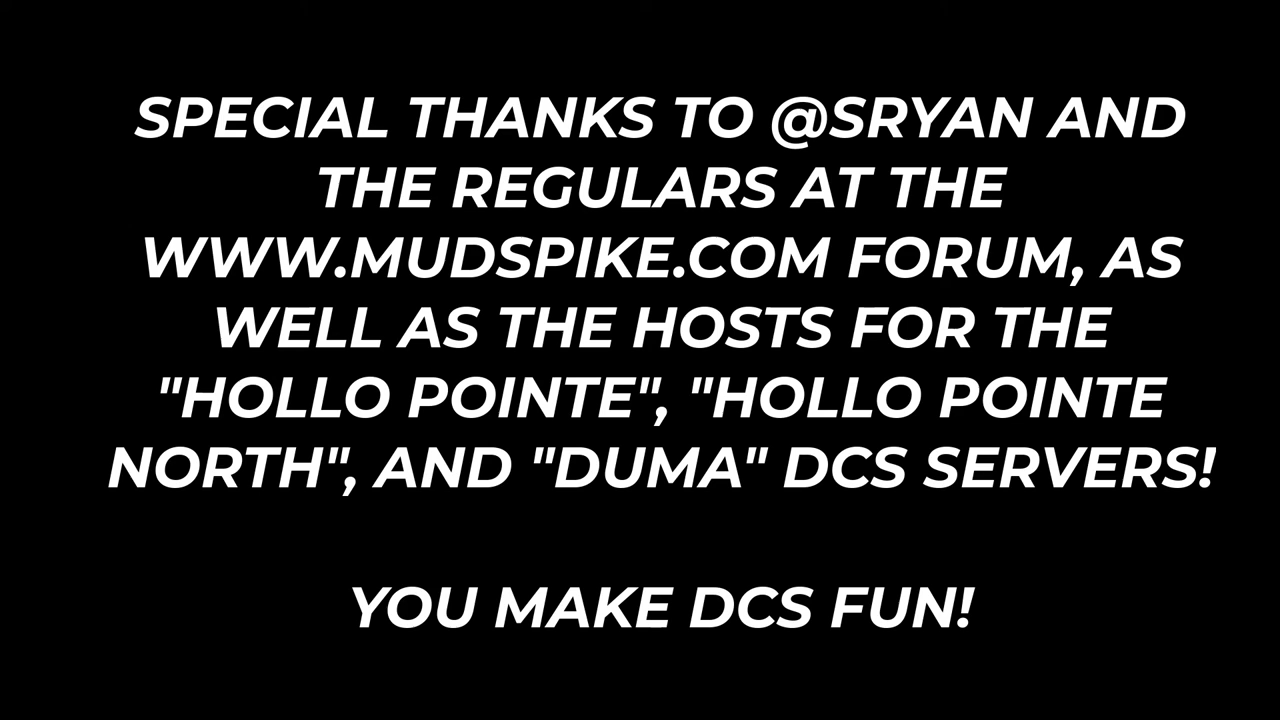 SPECIAL THANKS TO @SRYAN AND
THE REGULARS AT THE
WWW.MUDSPIKE.COM FORUM, AS
WELL AS THE HOSTS FOR THE
"HOLLO POINTE", "HOLLO POINTE
NORTH", AND "DUMA" DCS SERVERS!
YOU MAKE DCS FUN!